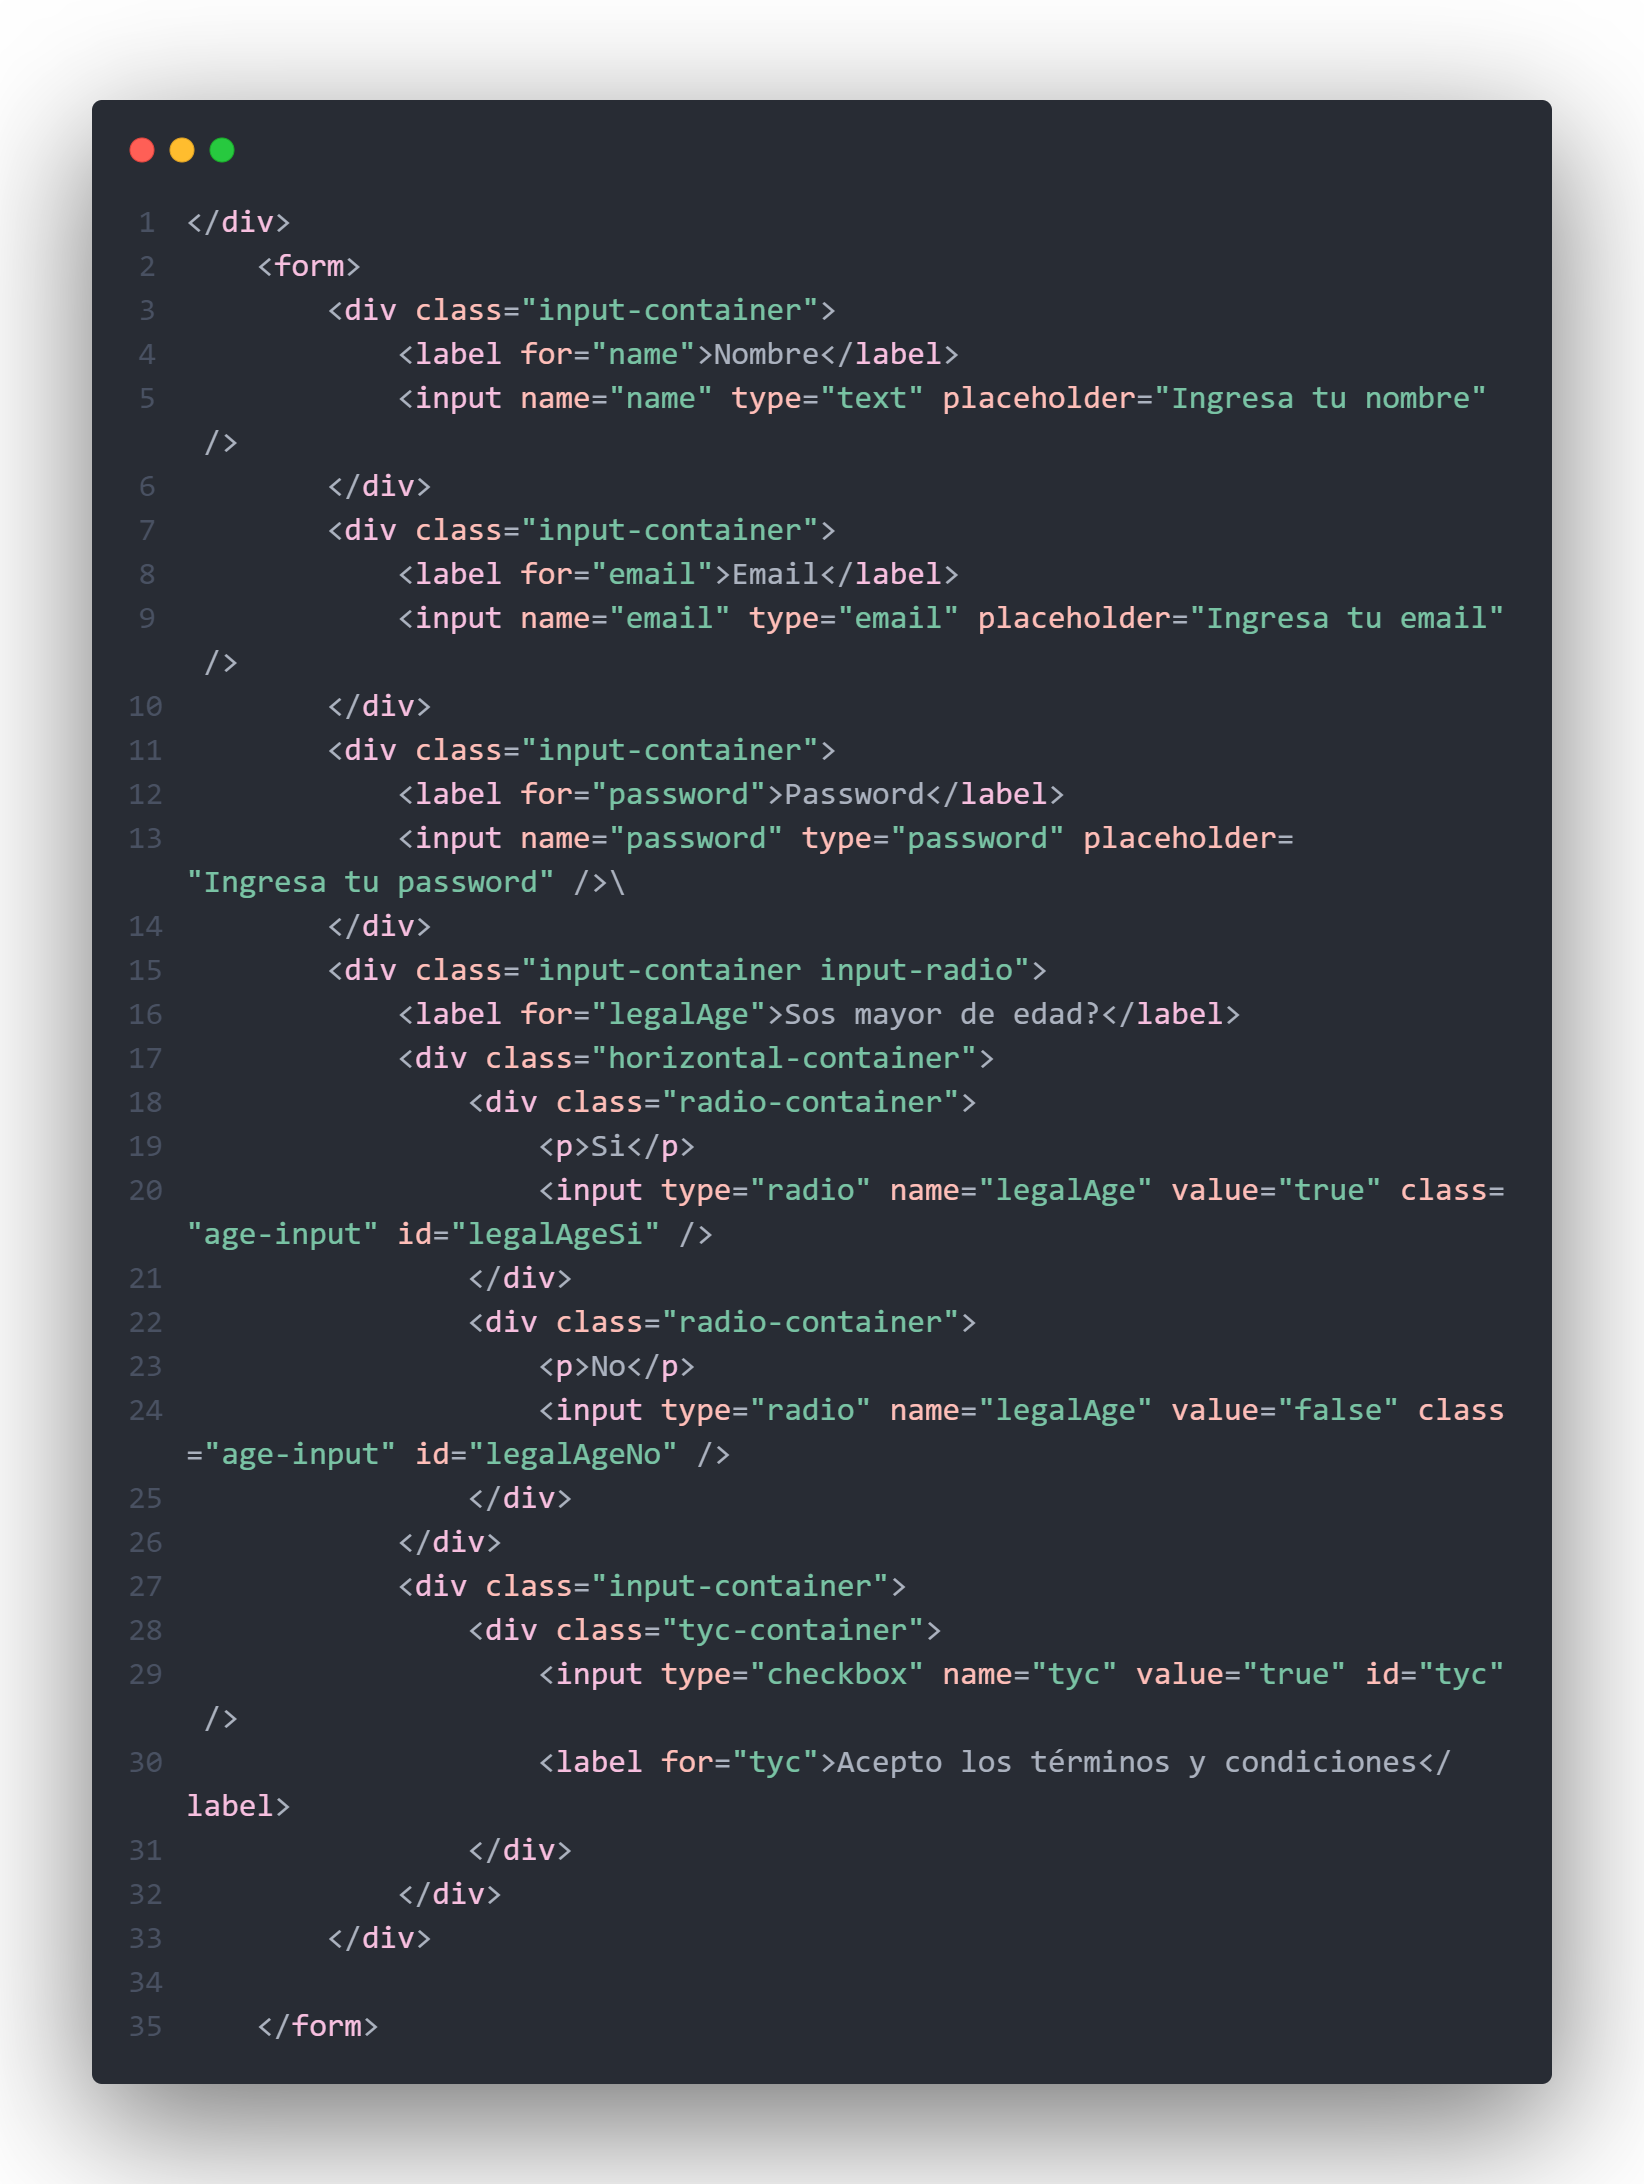 1 </div>
2     <form>
3         <div class="input-container">
4             <label for="name">Nombre</label>
5             <input name="name" type="text" placeholder="Ingresa tu nombre"
 />
6         </div>
7         <div class="input-container">
8             <label for="email">Email</label>
9             <input name="email" type="email" placeholder="Ingresa tu email"
 />
10         </div>
11         <div class="input-container">
12             <label for="password">Password</label>
13             <input name="password" type="password" placeholder=
"Ingresa tu password" />\
14         </div>
15         <div class="input-container input-radio">
16             <label for="legalAge">Sos mayor de edad?</label>
17             <div class="horizontal-container">
18                 <div class="radio-container">
19                     <p>Si</p>
20                     <input type="radio" name="legalAge" value="true" class=
"age-input" id="legalAgeSi" />
21                 </div>
22                 <div class="radio-container">
23                     <p>No</p>
24                     <input type="radio" name="legalAge" value="false" class
="age-input" id="legalAgeNo" />
25                 </div>
26             </div>
27             <div class="input-container">
28                 <div class="tyc-container">
29                     <input type="checkbox" name="tyc" value="true" id="tyc"
 />
30                     <label for="tyc">Acepto los términos y condiciones</
label>
31                 </div>
32             </div>
33         </div>
34
35     </form>